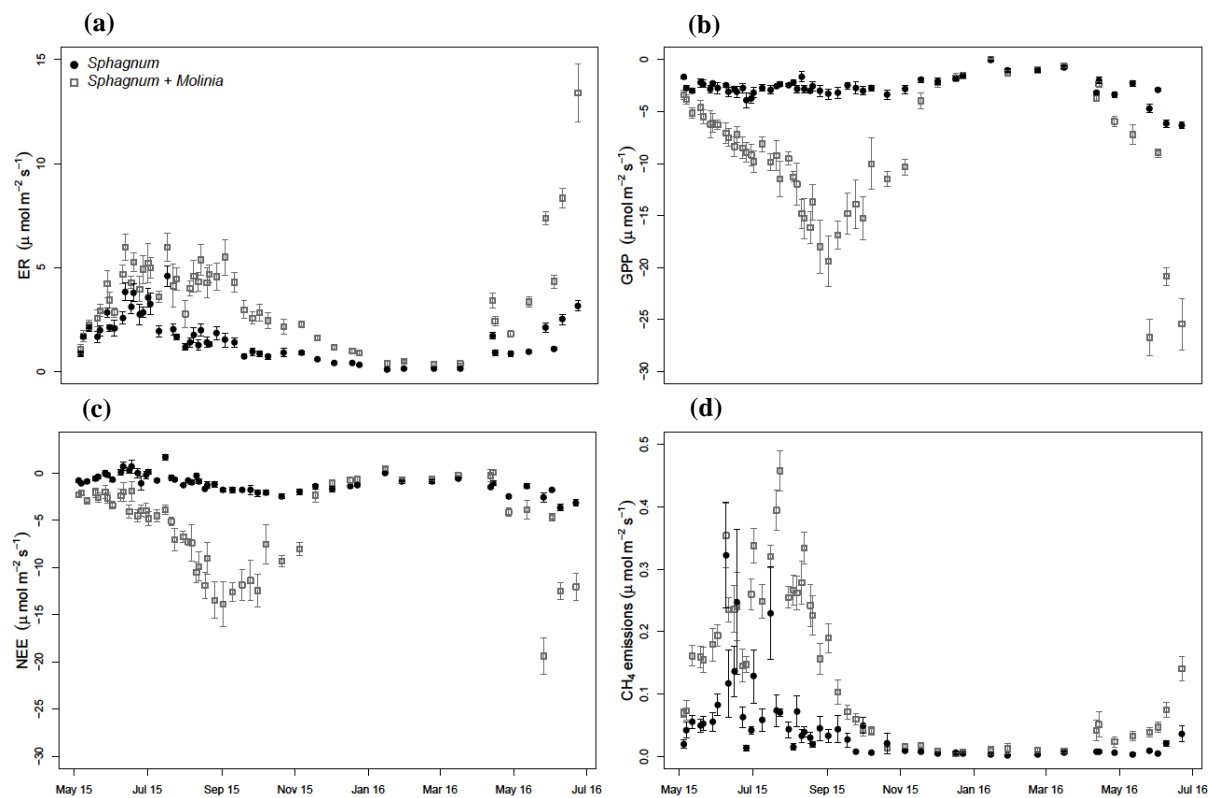 (a)
ER (μ mol m⁻² s⁻¹)
15
10
5
0
Sphagnum
Sphagnum + Molinia
(b)
GPP (μ mol m⁻² s⁻¹)
0
−5
−10
−15
−20
−25
−30
(c)
NEE (μ mol m⁻² s⁻¹)
0
−5
−10
−15
−20
−25
−30
May 15 Jul 15 Sep 15 Nov 15 Jan 16 Mar 16 May 16 Jul 16
(d)
CH₄ emissions (μ mol m⁻² s⁻¹)
0.5
0.4
0.3
0.2
0.1
0.0
May 15 Jul 15 Sep 15 Nov 15 Jan 16 Mar 16 May 16 Jul 16